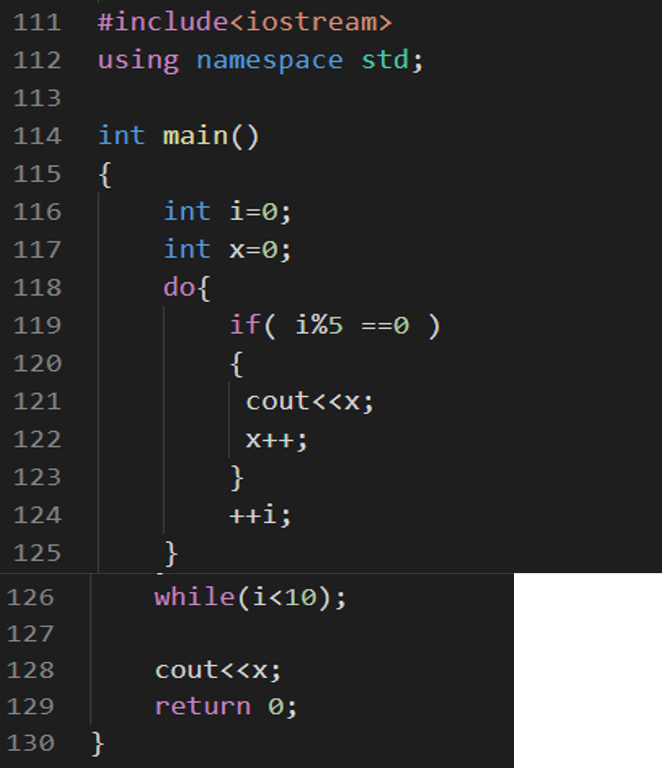 111 #include<iostream>
112 using namespace std;
113
114 int main()
115 {
116 int i=0;
117 int x=0;
118 do{
119 if( i%5 ==0 )
120 {
121 cout<<x;
122 x++;
123 }
124 ++i;
125 }
126 while(i<10);
127
128 cout<<x;
129 return 0;
130 }